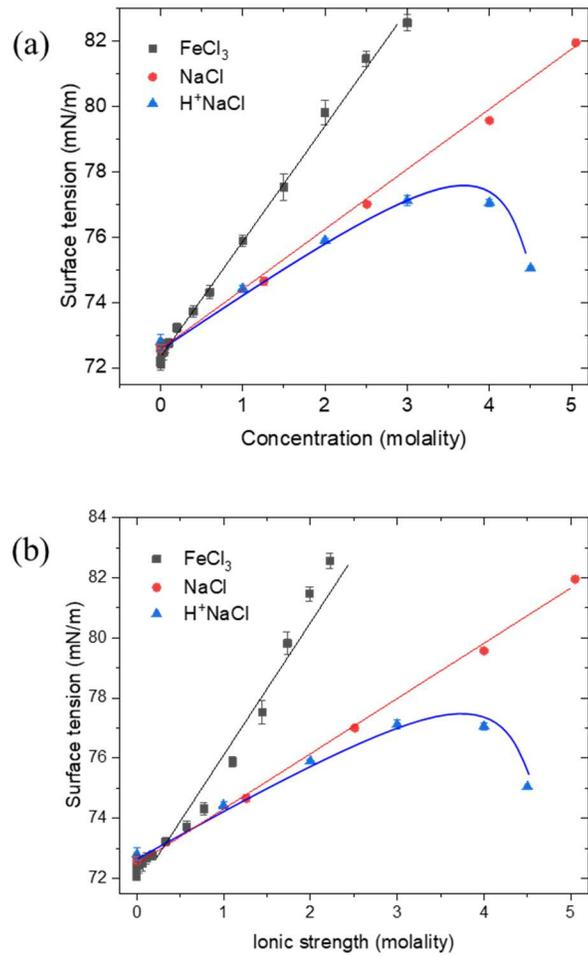 (a)
FeCl₃
NaCl
H⁺NaCl
Surface tension (mN/m)
82
80
78
76
74
72
0 1 2 3 4 5
Concentration (molality)
(b)
FeCl₃
NaCl
H⁺NaCl
Surface tension (mN/m)
84
82
80
78
76
74
72
0 1 2 3 4 5
Ionic strength (molality)